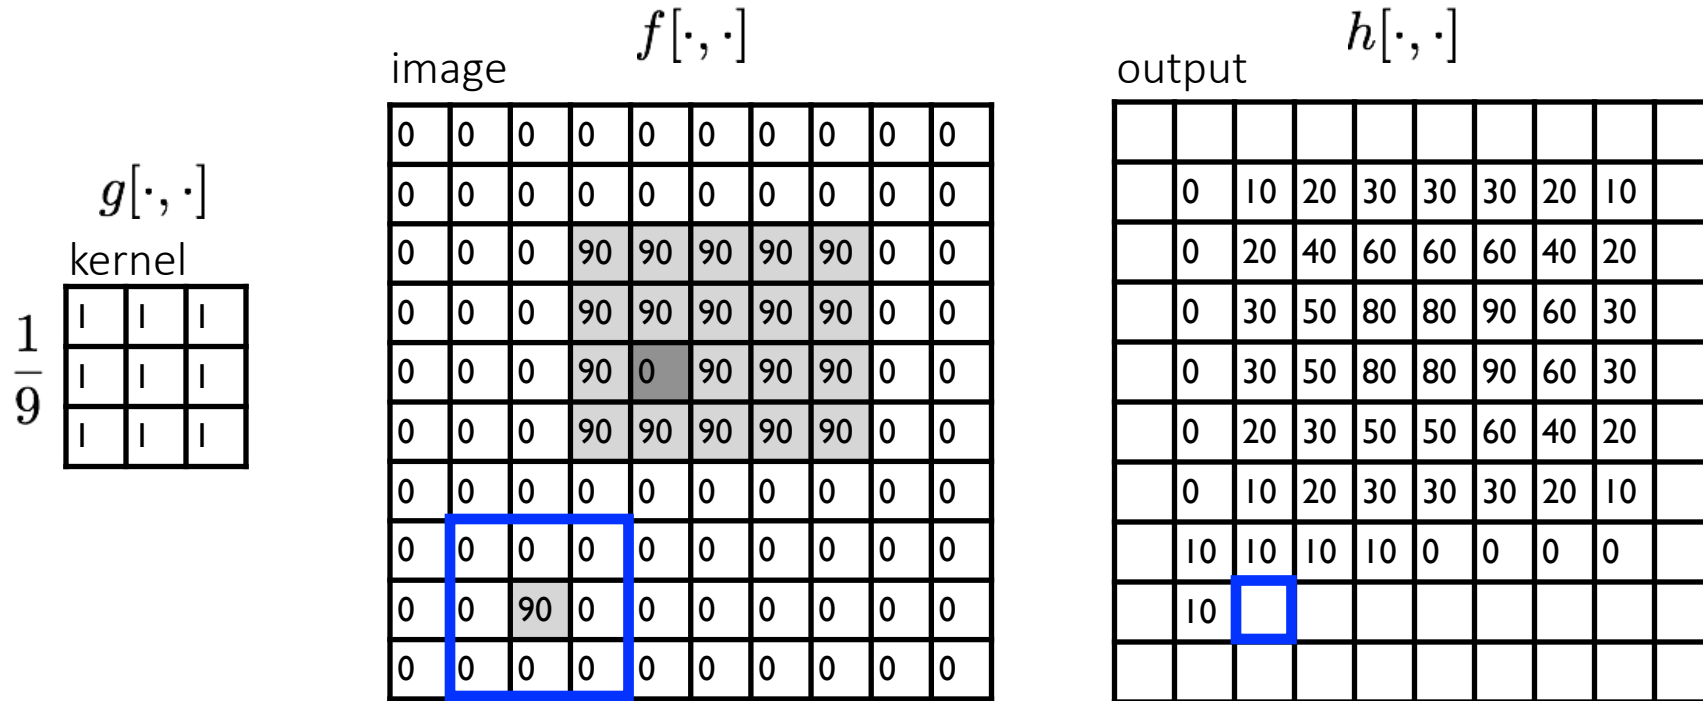 f[·, ·]
h[·, ·]
image
output
g[·, ·]
kernel
1/9
1 1 1
1 1 1
1 1 1
0 0 0 0 0 0 0 0 0 0
0 0 0 0 0 0 0 0 0 0
0 0 0 90 90 90 90 90 0 0
0 0 0 90 90 90 90 90 0 0
0 0 0 90 0 90 90 90 0 0
0 0 0 90 90 90 90 90 0 0
0 0 0 0 0 0 0 0 0 0
0 0 0 0 0 0 0 0 0 0
0 0 90 0 0 0 0 0 0 0
0 0 0 0 0 0 0 0 0 0
0 10 20 30 30 30 20 10
0 20 40 60 60 60 40 20
0 30 50 80 80 90 60 30
0 30 50 80 80 90 60 30
0 20 30 50 50 60 40 20
0 10 20 30 30 30 20 10
10 10 10 10 0 0 0 0
10